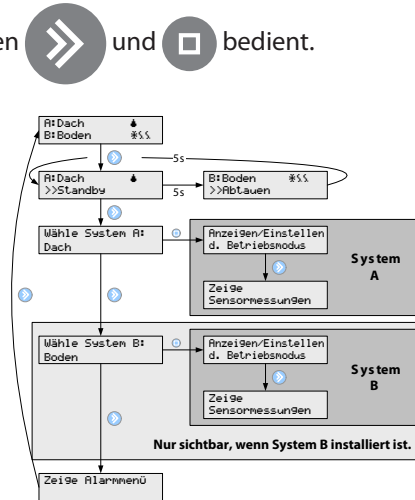 en und bedient.
A:Dach
B:Boden
5s
A:Dach
>>Standby
5s
B:Boden
>>Abtauen
Wähle System A:
Dach
Anzeigen/Einstellen
d. Betriebsmodus
System
A
Zeige
Sensormessungen
Wähle System B:
Boden
Anzeigen/Einstellen
d. Betriebsmodus
System
B
Zeige
Sensormessungen
Nur sichtbar, wenn System B installiert ist.
Zeige Alarmmenü